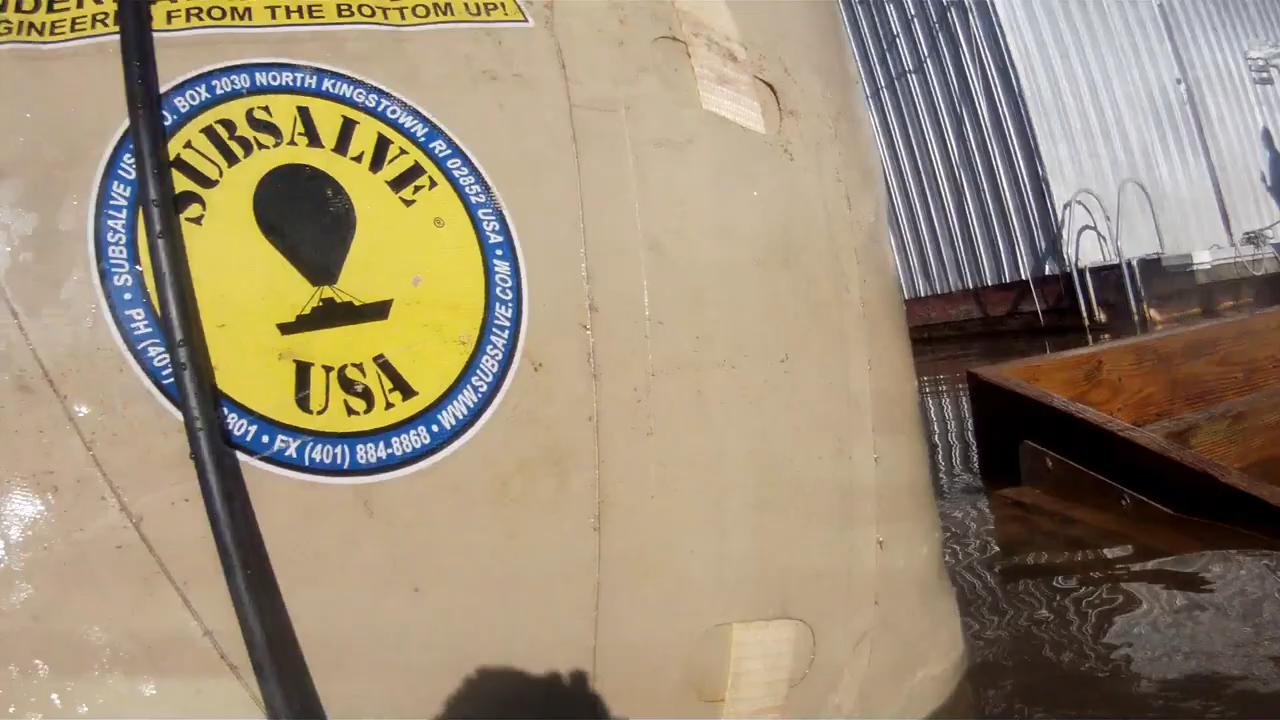 GINEER FROM THE BOTTOM UP!
BOX 2030 NORTH KINGSTOWN, RI 02852 USA • WWW.SUBSALVE.COM •
SUBSALVE
®
USA
PH (401) 801 • FX (401) 884-8868 •
• SUBSALVE US